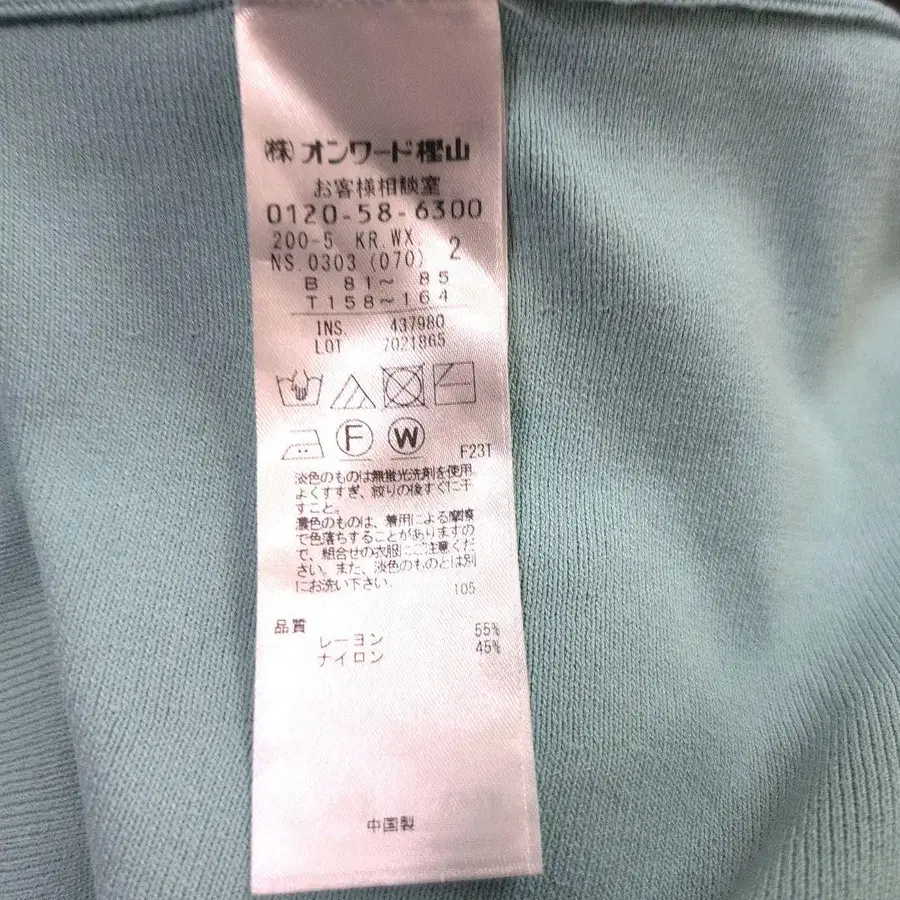 (株)オンワード樫山
お客様相談室
0120-58-6300
200-5 KR.WX. 2
NS.0303 (070)
B 81～ 85
T158～164
INS. 437980
LOT 7021865
F W F23T
淡色のものは無蛍光洗剤を使用
よくすすぎ、絞りの後すぐに干
すこと。
濃色のものは、着用による摩擦
で色落ちすることがありますの
で、組合せの衣服にご注意くだ
さい。また、淡色のものとは別
にお洗い下さい。 105
品質
レーヨン 55%
ナイロン 45%
中国製